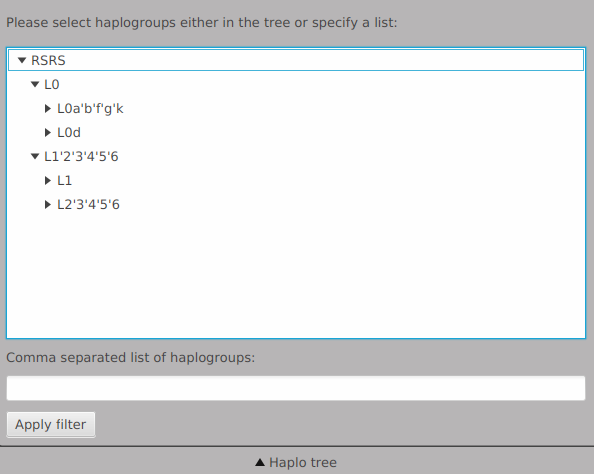 Please select haplogroups either in the tree or specify a list:
RSRS
L0
L0a'b'f'g'k
L0d
L1'2'3'4'5'6
L1
L2'3'4'5'6
Comma separated list of haplogroups:
Apply filter
Haplo tree